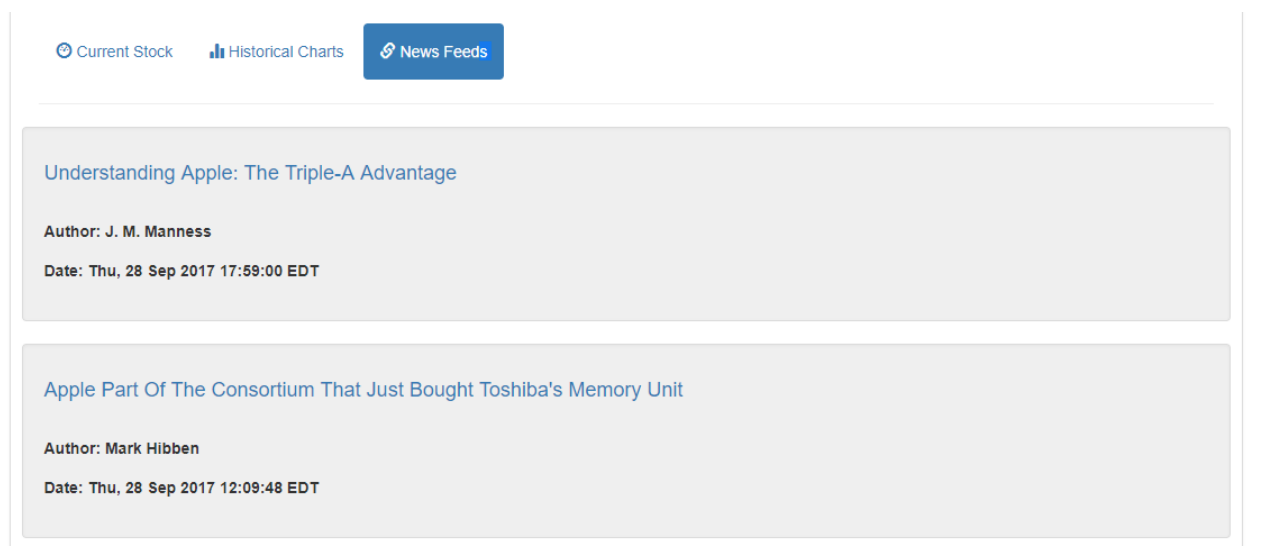 Current Stock Historical Charts News Feeds
Understanding Apple: The Triple-A Advantage
Author: J. M. Manness
Date: Thu, 28 Sep 2017 17:59:00 EDT
Apple Part Of The Consortium That Just Bought Toshiba's Memory Unit
Author: Mark Hibben
Date: Thu, 28 Sep 2017 12:09:48 EDT